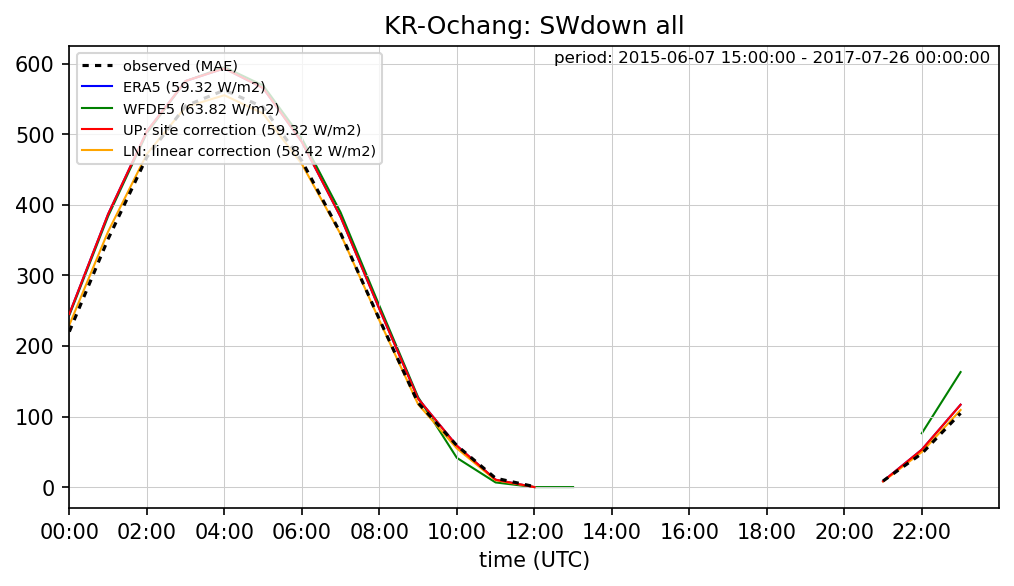 KR-Ochang: SWdown all
period: 2015-06-07 15:00:00 - 2017-07-26 00:00:00
observed (MAE)
ERA5 (59.32 W/m2)
WFDE5 (63.82 W/m2)
UP: site correction (59.32 W/m2)
LN: linear correction (58.42 W/m2)
600
500
400
300
200
100
0
00:00 02:00 04:00 06:00 08:00 10:00 12:00 14:00 16:00 18:00 20:00 22:00
time (UTC)